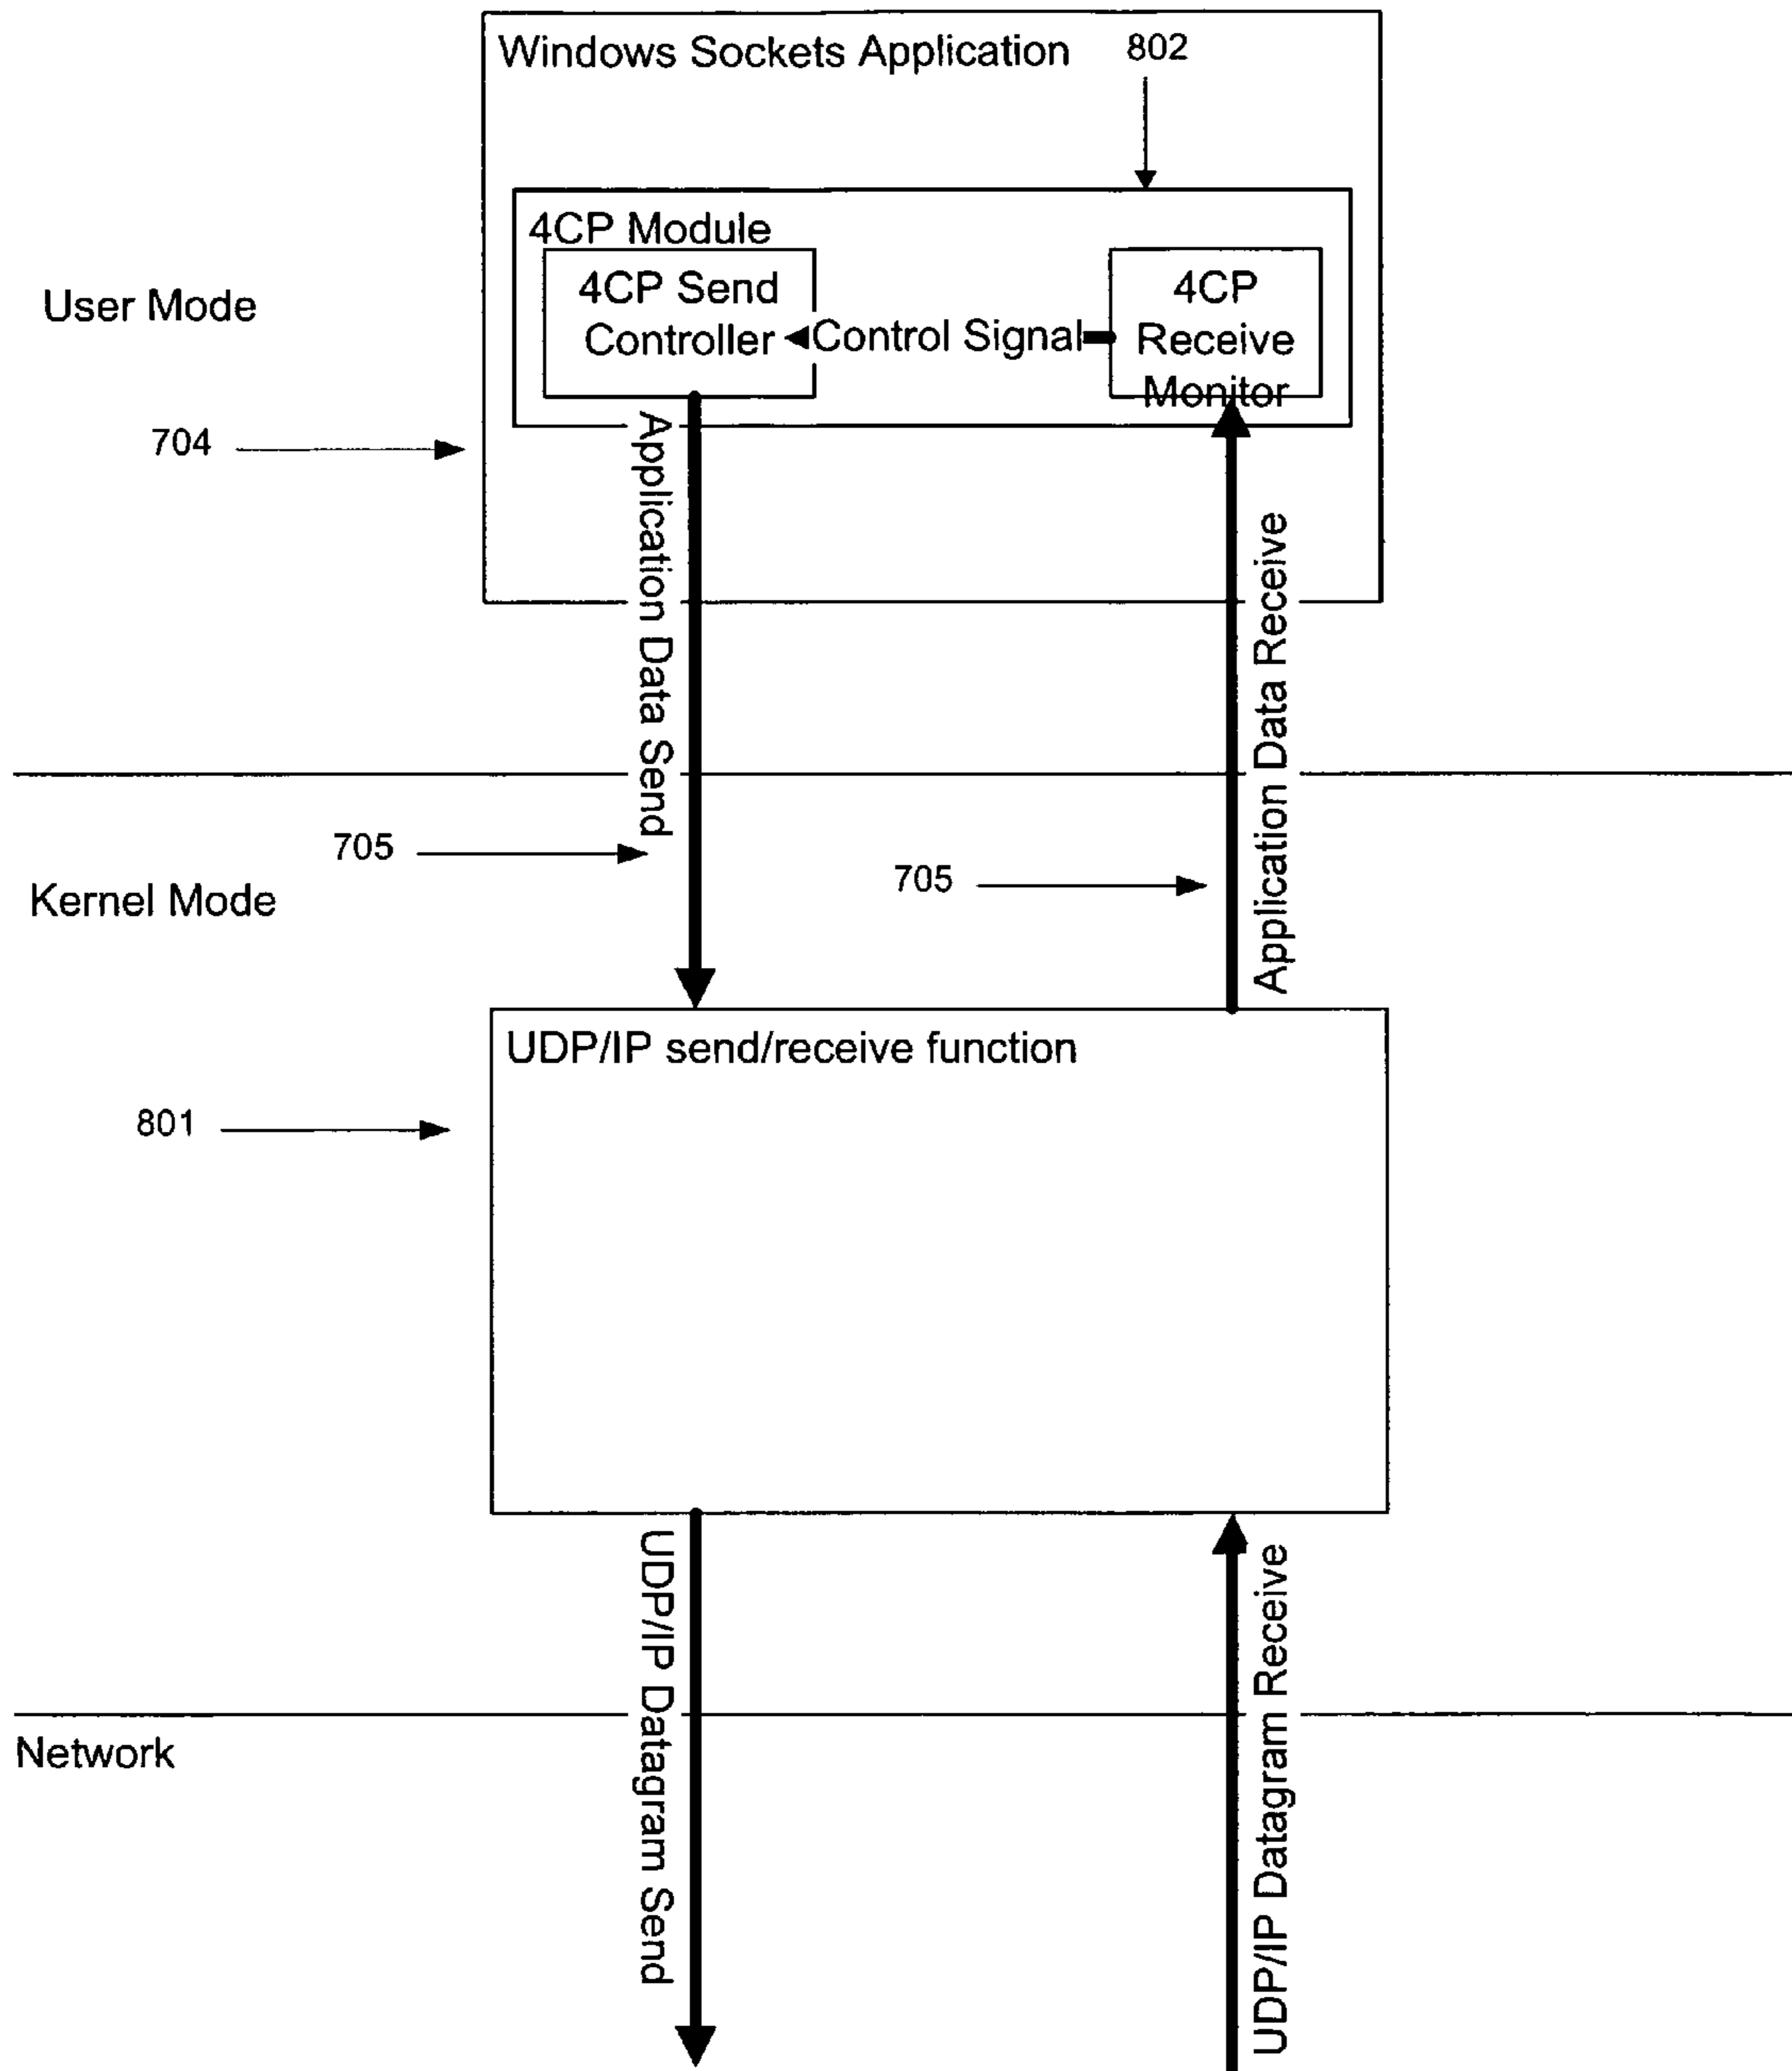 Windows Sockets Application
802
4CP Module
4CP Send
Controller
Control Signal
4CP
Receive
Monitor
User Mode
704
Application Data Send
Application Data Receive
705
705
Kernel Mode
UDP/IP send/receive function
801
UDP/IP Datagram Send
UDP/IP Datagram Receive
Network